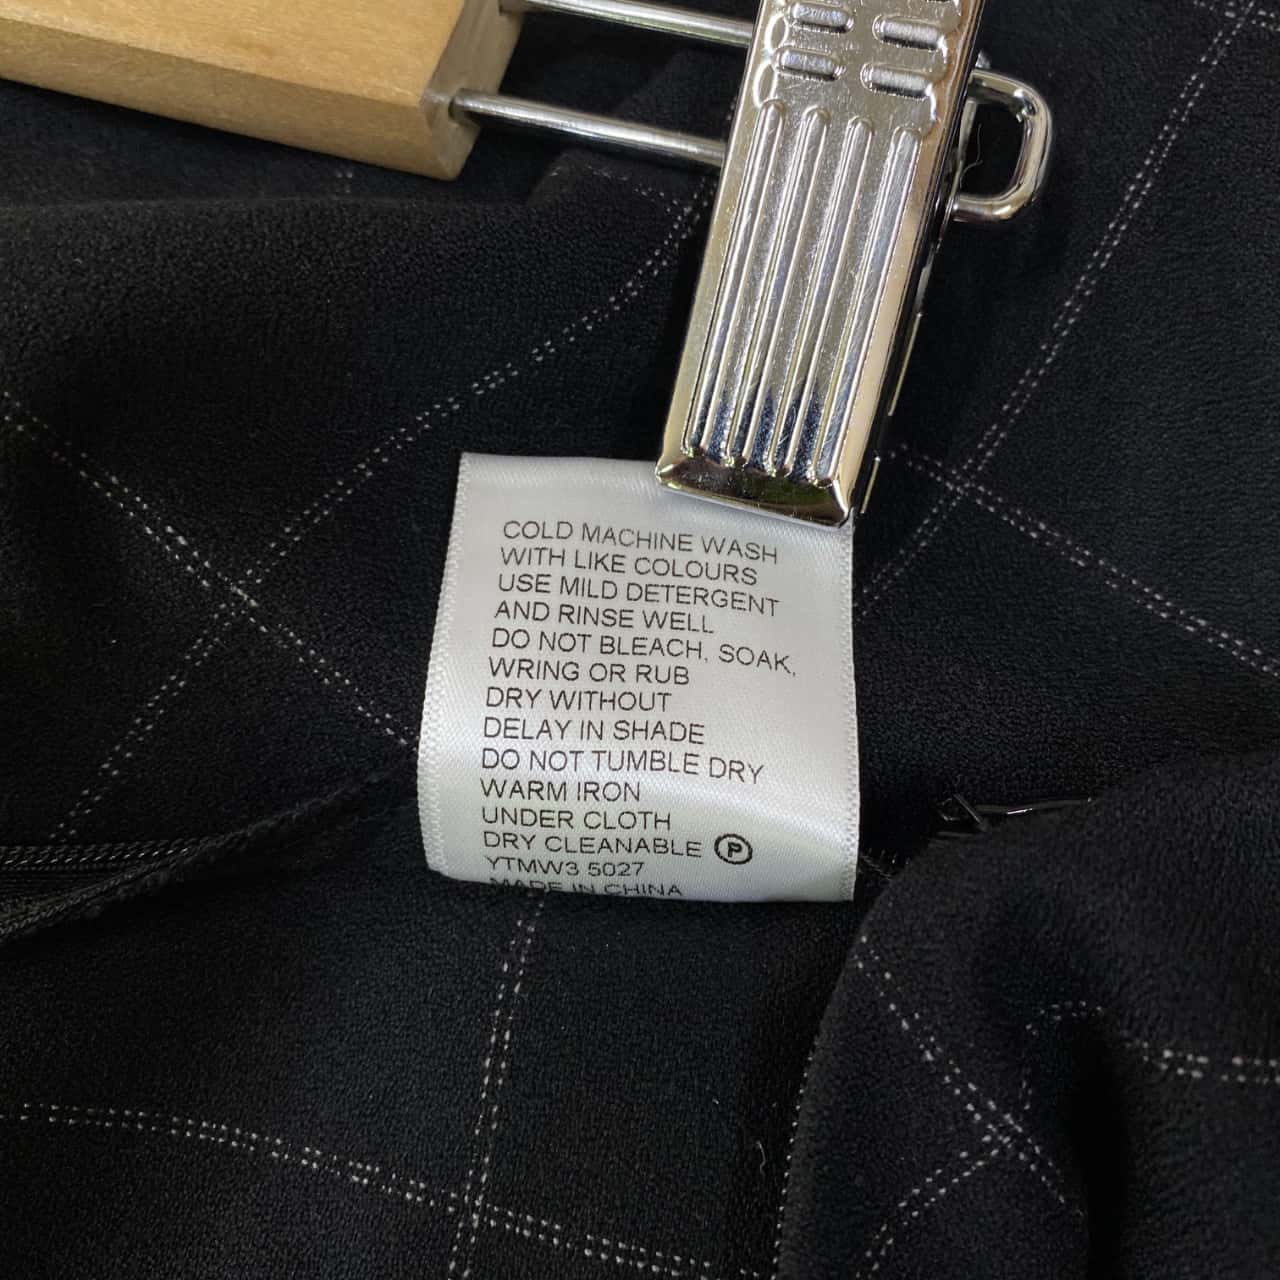 COLD MACHINE WASH
WITH LIKE COLOURS
USE MILD DETERGENT
AND RINSE WELL
DO NOT BLEACH, SOAK,
WRING OR RUB
DRY WITHOUT
DELAY IN SHADE
DO NOT TUMBLE DRY
WARM IRON
UNDER CLOTH
DRY CLEANABLE Ⓟ
YTMW3 5027
MADE IN CHINA